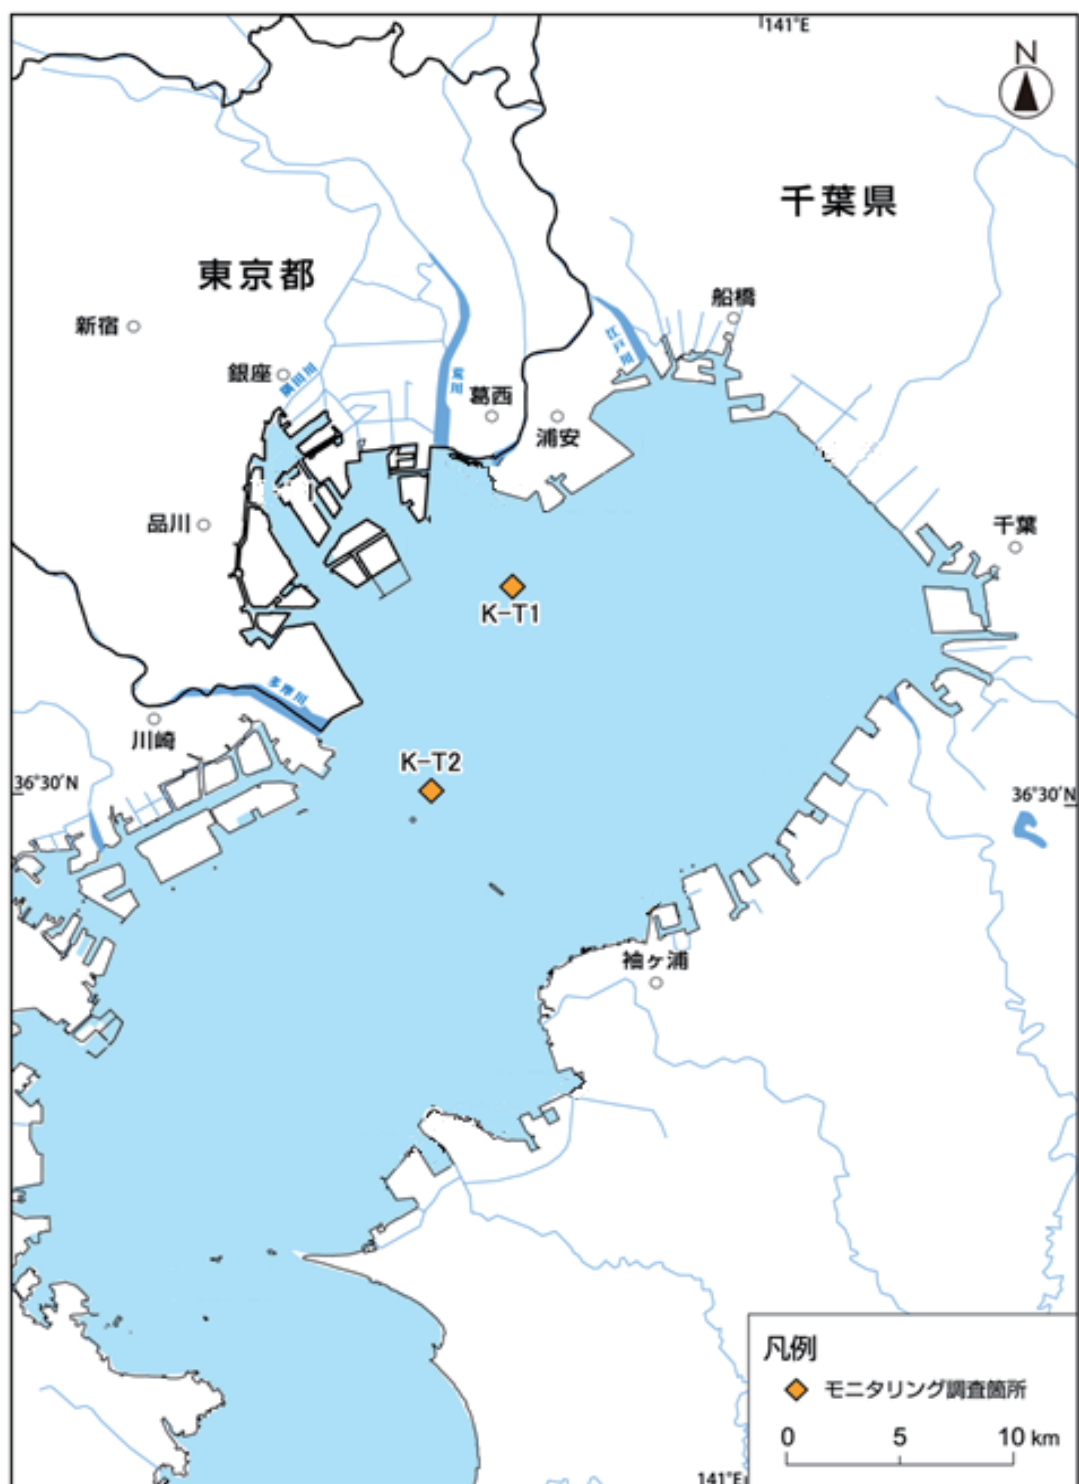 141°E
N
千葉県
東京都
船橋
新宿
江戸川
銀座
隅田川
荒川
葛西
浦安
品川
千葉
K-T1
多摩川
川崎
K-T2
36°30′N
36°30′N
袖ヶ浦
凡例
モニタリング調査箇所
0 5 10 km
141°E